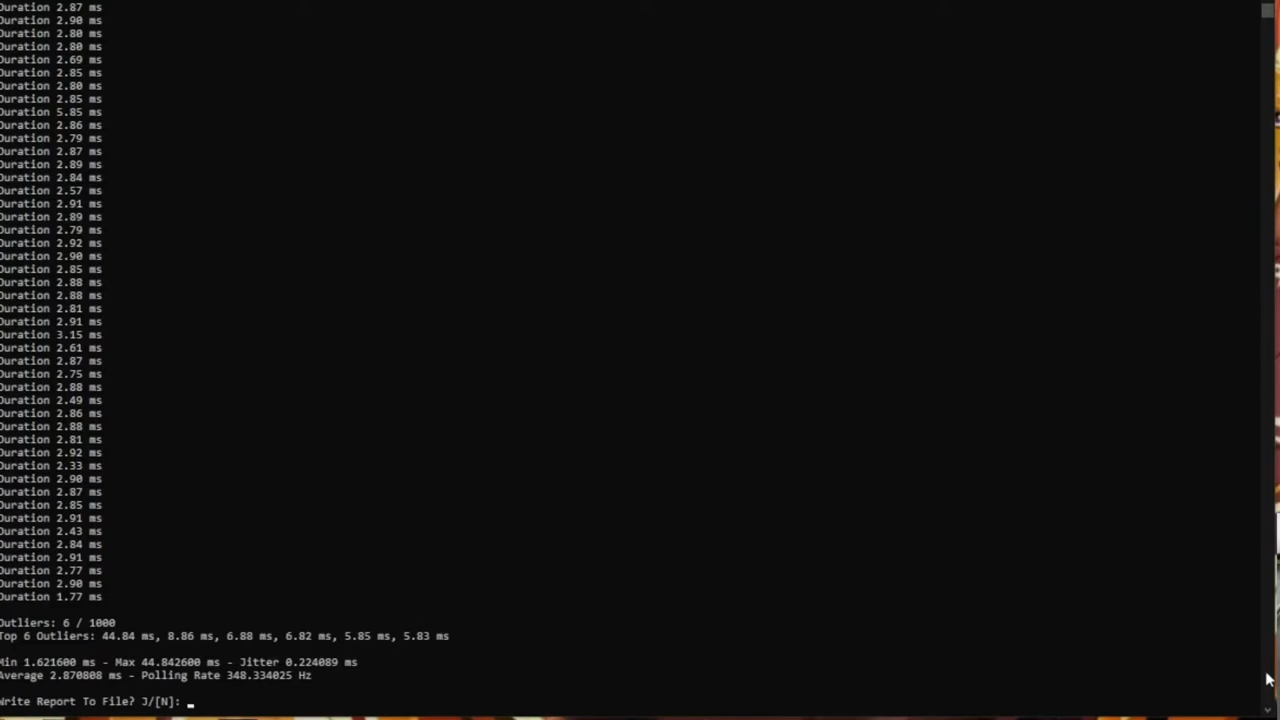 Duration 2.87 ms
Duration 2.90 ms
Duration 2.80 ms
Duration 2.80 ms
Duration 2.69 ms
Duration 2.85 ms
Duration 2.80 ms
Duration 2.85 ms
Duration 5.85 ms
Duration 2.86 ms
Duration 2.79 ms
Duration 2.87 ms
Duration 2.89 ms
Duration 2.84 ms
Duration 2.57 ms
Duration 2.91 ms
Duration 2.89 ms
Duration 2.79 ms
Duration 2.92 ms
Duration 2.90 ms
Duration 2.85 ms
Duration 2.88 ms
Duration 2.88 ms
Duration 2.81 ms
Duration 2.91 ms
Duration 3.15 ms
Duration 2.61 ms
Duration 2.87 ms
Duration 2.75 ms
Duration 2.88 ms
Duration 2.49 ms
Duration 2.86 ms
Duration 2.88 ms
Duration 2.81 ms
Duration 2.92 ms
Duration 2.33 ms
Duration 2.90 ms
Duration 2.87 ms
Duration 2.85 ms
Duration 2.91 ms
Duration 2.43 ms
Duration 2.84 ms
Duration 2.91 ms
Duration 2.77 ms
Duration 2.90 ms
Duration 1.77 ms
Outliers: 6 / 1000
Top 6 Outliers: 44.84 ms, 8.86 ms, 6.88 ms, 6.82 ms, 5.85 ms, 5.83 ms
Min 1.621600 ms - Max 44.842600 ms - Jitter 0.224089 ms
Average 2.870808 ms - Polling Rate 348.334025 Hz
Write Report To File? J/[N]: